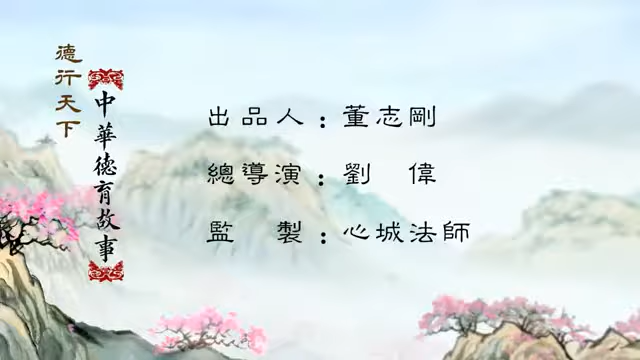 德行天下
中華德育故事
出品人：董志剛
總導演：劉　偉
監　製：心城法師